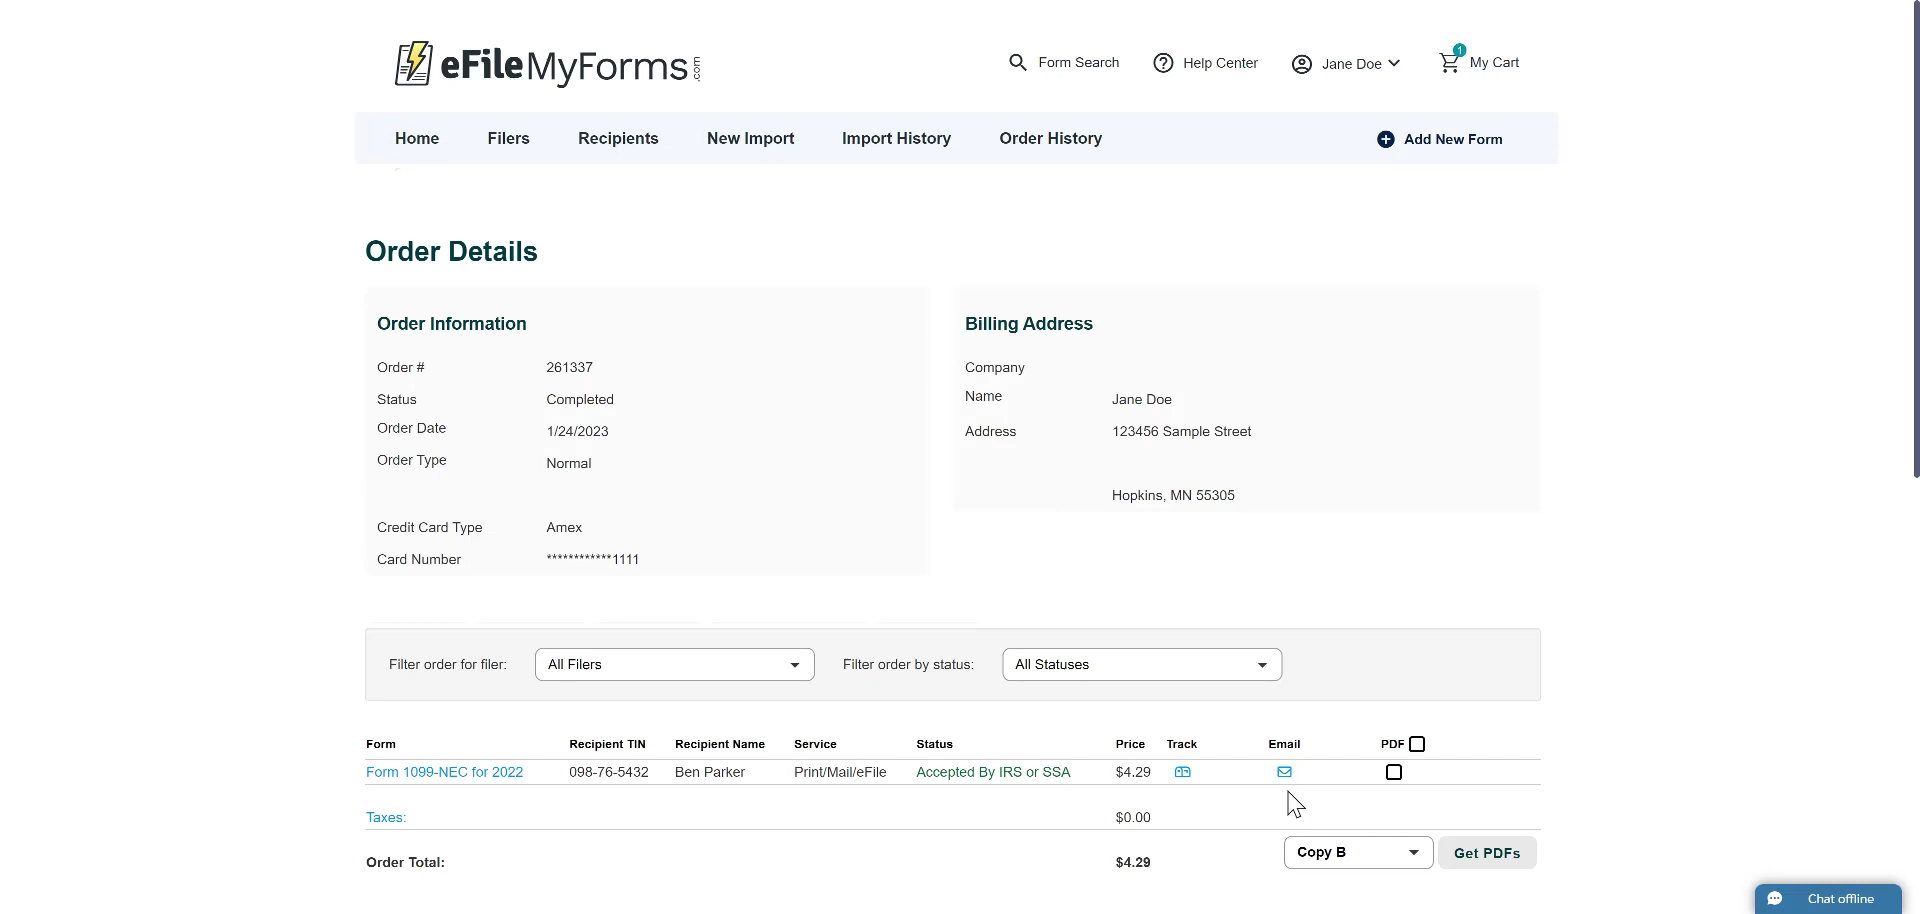 eFileMyForms.com
Form Search
Help Center
Jane Doe
1
My Cart
Home
Filers
Recipients
New Import
Import History
Order History
Add New Form
Order Details
Order Information
Order # 261337
Status Completed
Order Date 1/24/2023
Order Type Normal
Credit Card Type Amex
Card Number ************1111
Billing Address
Company
Name Jane Doe
Address 123456 Sample Street
Hopkins, MN 55305
Filter order for filer: All Filers Filter order by status: All Statuses
Form Recipient TIN Recipient Name Service Status Price Track Email PDF
Form 1099-NEC for 2022 098-76-5432 Ben Parker Print/Mail/eFile Accepted By IRS or SSA $4.29
Taxes: $0.00
Order Total: $4.29
Copy B Get PDFs
Chat offline